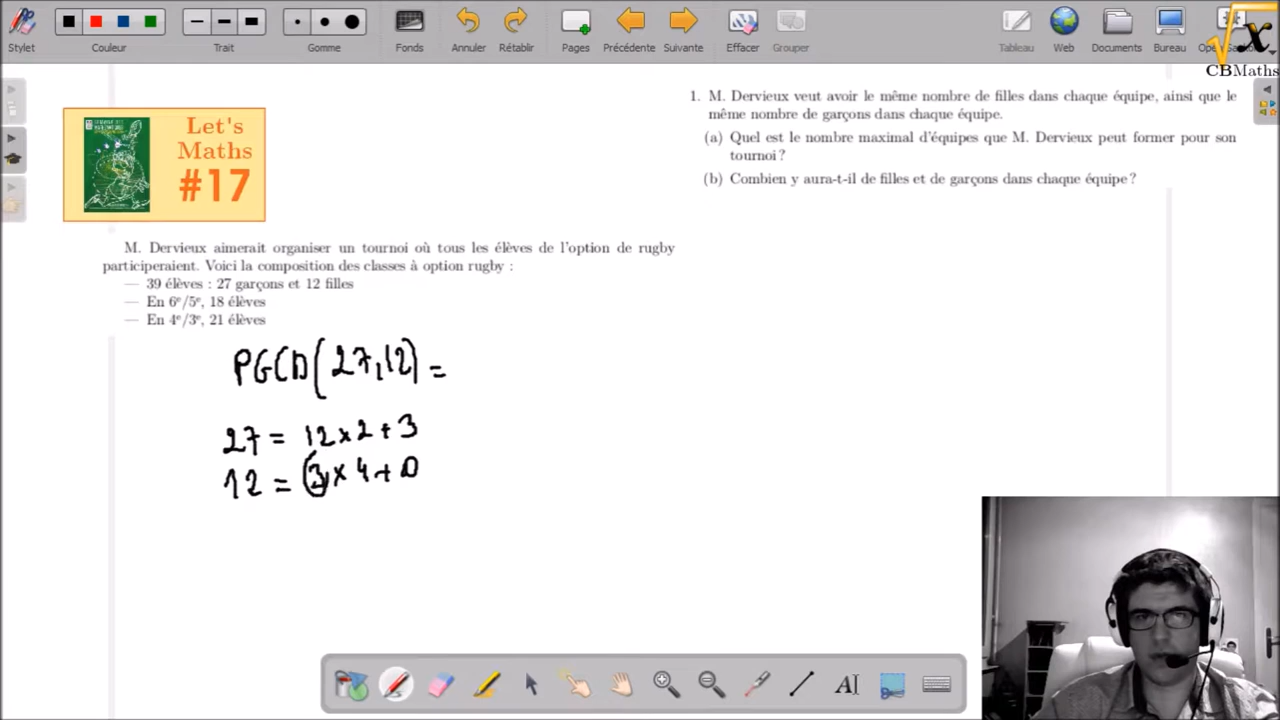 Stylet
Couleur
Trait
Gomme
Fonds
Annuler
Rétablir
Pages
Précédente
Suivante
Effacer
Grouper
Tableau
Web
Documents
Bureau
CBMaths
Let's
Maths
#17
M. Dervieux aimerait organiser un tournoi où tous les élèves de l'option de rugby
participeraient. Voici la composition des classes à option rugby :
— 39 élèves : 27 garçons et 12 filles
— En 6e/5e, 18 élèves
— En 4e/3e, 21 élèves
PGCD(27,12) =
27 = 12 x 2 + 3
12 = 3 x 4 + 0
1. M. Dervieux veut avoir le même nombre de filles dans chaque équipe, ainsi que le
même nombre de garçons dans chaque équipe.
(a) Quel est le nombre maximal d'équipes que M. Dervieux peut former pour son
tournoi ?
(b) Combien y aura-t-il de filles et de garçons dans chaque équipe ?
AI